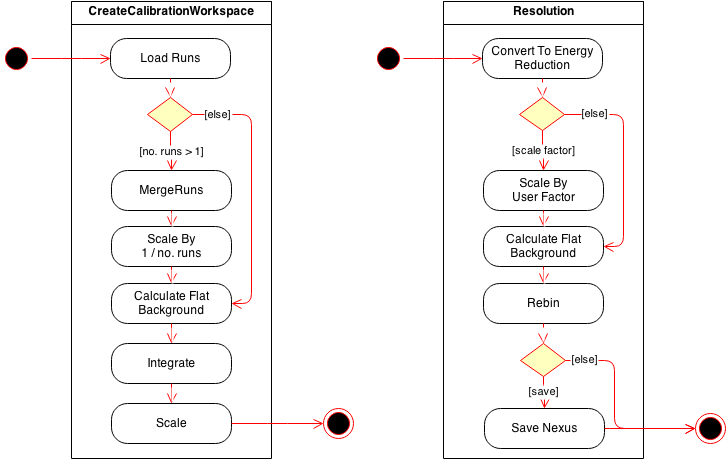 CreateCalibrationWorkspace
Load Runs
[else]
[no. runs > 1]
MergeRuns
Scale By
1 / no. runs
Calculate Flat
Background
Integrate
Scale
Resolution
Convert To Energy
Reduction
[else]
[scale factor]
Scale By
User Factor
Calculate Flat
Background
Rebin
[else]
[save]
Save Nexus